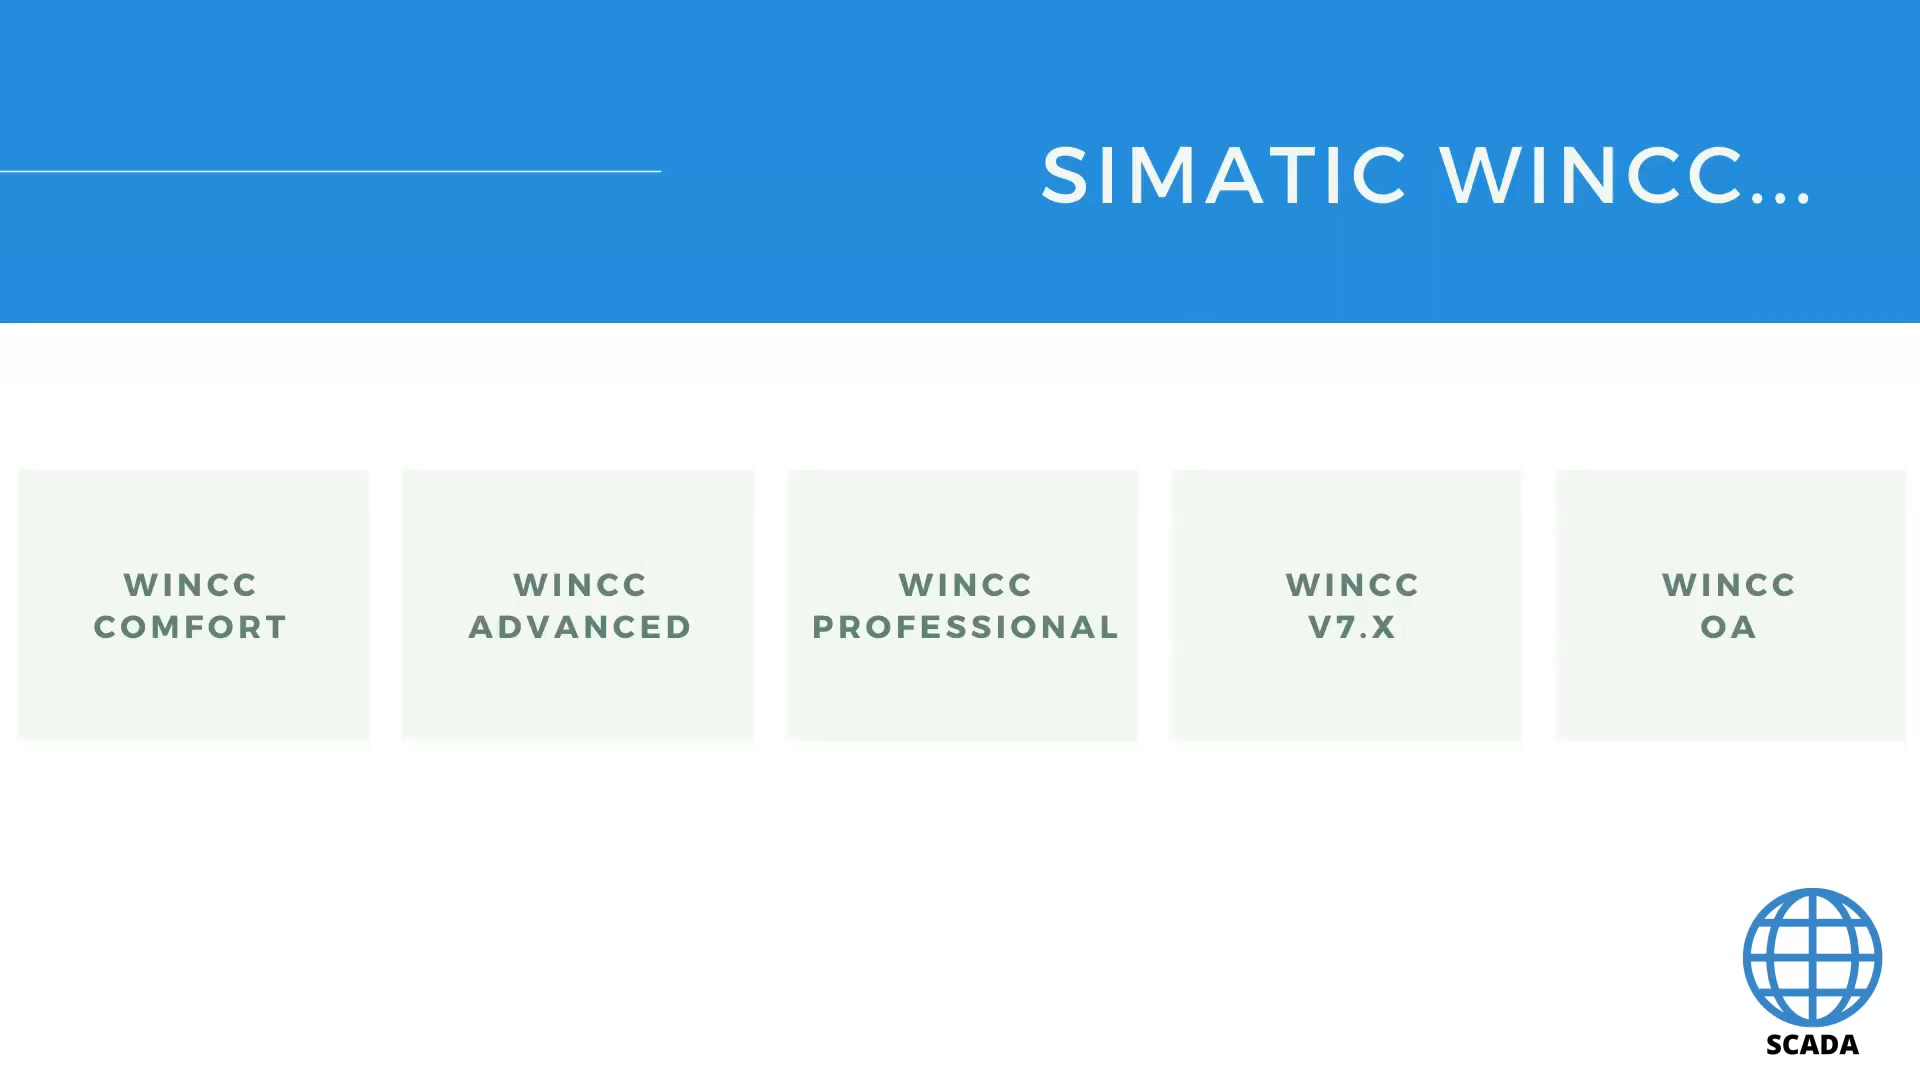 SIMATIC WINCC...
WINCC
COMFORT
WINCC
ADVANCED
WINCC
PROFESSIONAL
WINCC
V7.X
WINCC
OA
SCADA